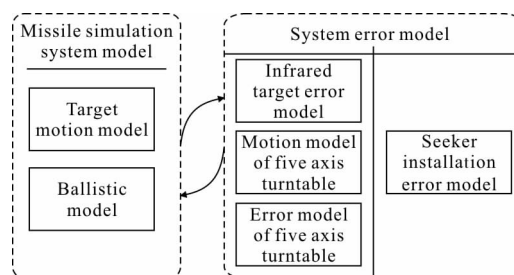 Missile simulation
system model
Target
motion model
Ballistic
model
System error model
Infrared
target error
model
Motion model
of five axis
turntable
Error model
of five axis
turntable
Seeker
installation
error model